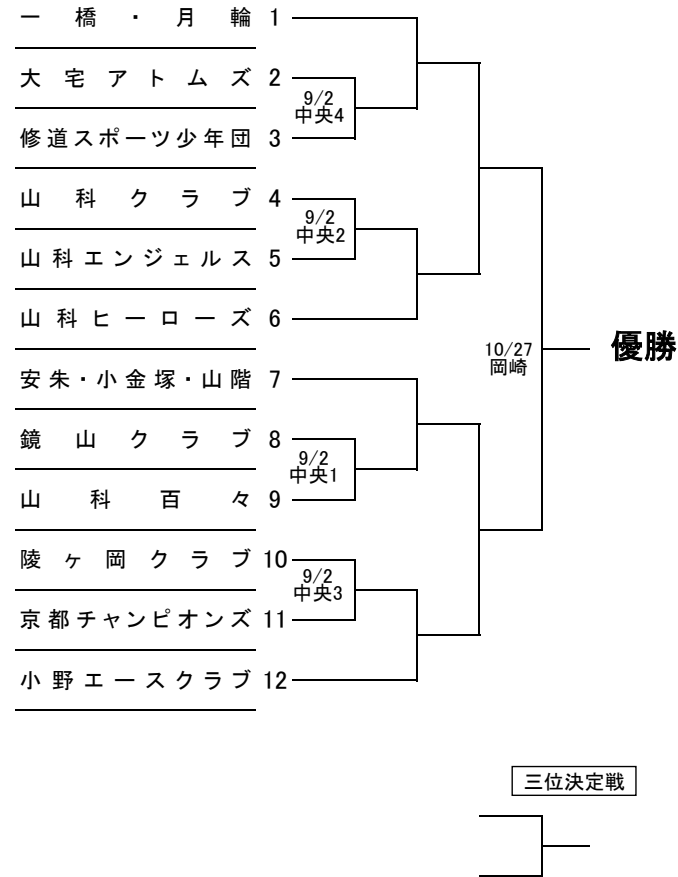 一橋・月輪 1
大宅アトムズ 2
9/2
中央4
修道スポーツ少年団 3
山科クラブ 4
9/2
中央2
山科エンジェルス 5
山科ヒーローズ 6
10/27
岡崎
優勝
安朱・小金塚・山階 7
鏡山クラブ 8
9/2
中央1
山科百々 9
陵ヶ岡クラブ 10
9/2
中央3
京都チャンピオンズ 11
小野エースクラブ 12
三位決定戦